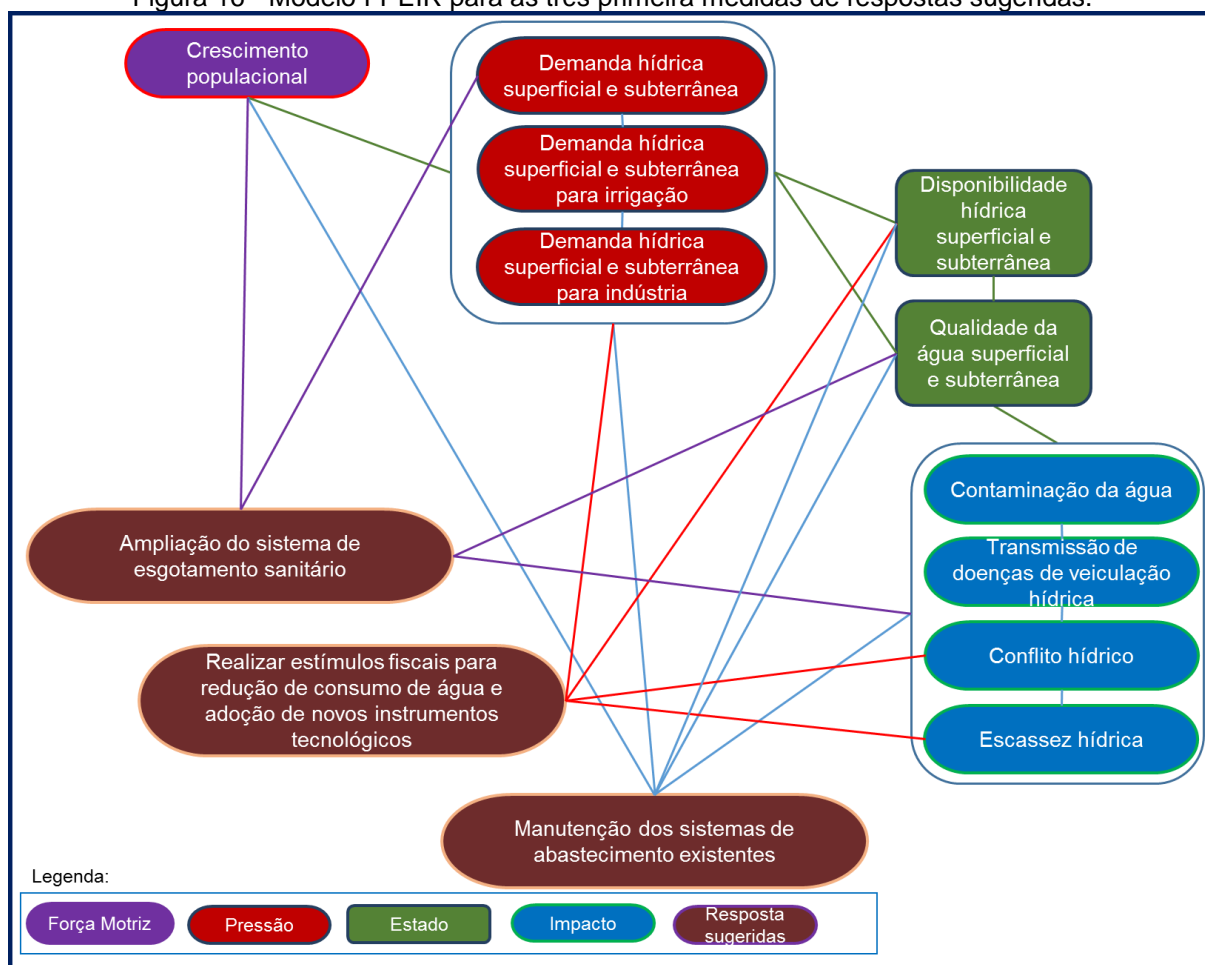 Figura 16 - Modelo FPEIR para as três primeira medidas de respostas sugeridas.
Crescimento
populacional
Demanda hídrica
superficial e subterrânea
Demanda hídrica
superficial e subterrânea
para irrigação
Demanda hídrica
superficial e subterrânea
para indústria
Disponibilidade
hídrica
superficial e
subterrânea
Qualidade da
água superficial
e subterrânea
Contaminação da água
Transmissão de
doenças de veiculação
hídrica
Conflito hídrico
Escassez hídrica
Ampliação do sistema de
esgotamento sanitário
Realizar estímulos fiscais para
redução de consumo de água e
adoção de novos instrumentos
tecnológicos
Manutenção dos sistemas de
abastecimento existentes
Legenda:
Força Motriz
Pressão
Estado
Impacto
Resposta
sugeridas